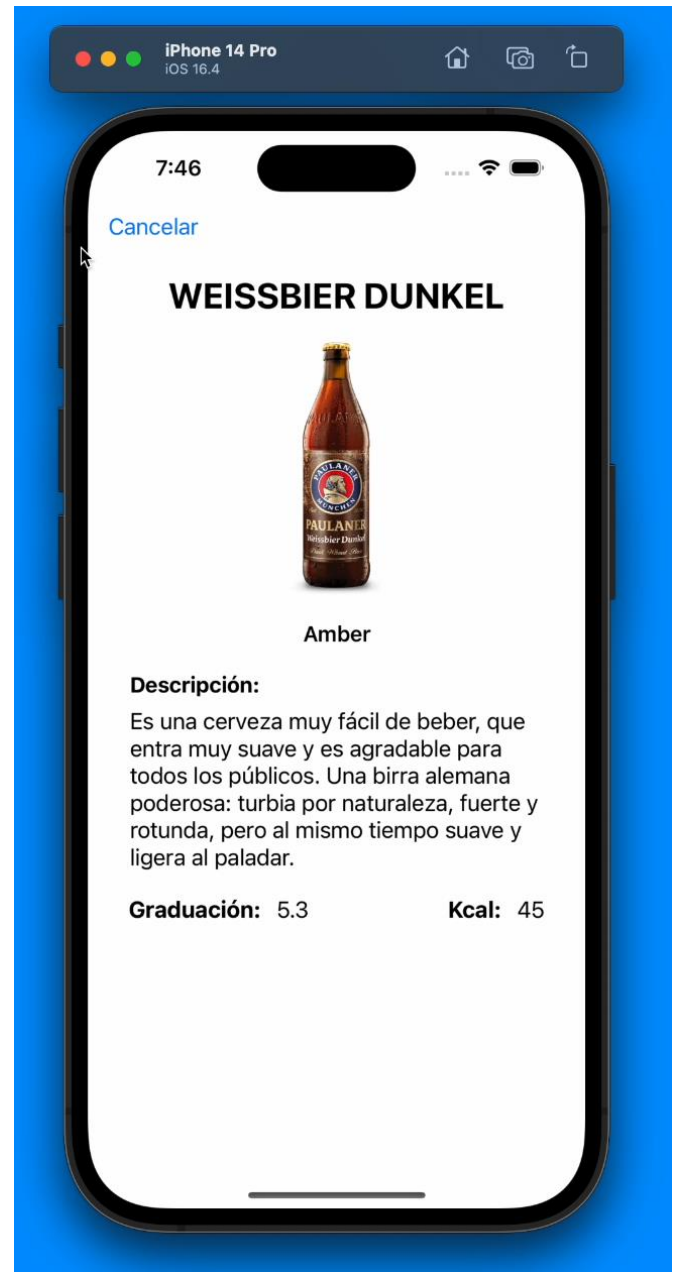 iPhone 14 Pro
iOS 16.4
7:46
Cancelar
WEISSBIER DUNKEL
PAULANER
MÜNCHEN
PAULANER
Weissbier Dunkel
Amber
Descripción:
Es una cerveza muy fácil de beber, que
entra muy suave y es agradable para
todos los públicos. Una birra alemana
poderosa: turbia por naturaleza, fuerte y
rotunda, pero al mismo tiempo suave y
ligera al paladar.
Graduación: 5.3 Kcal: 45